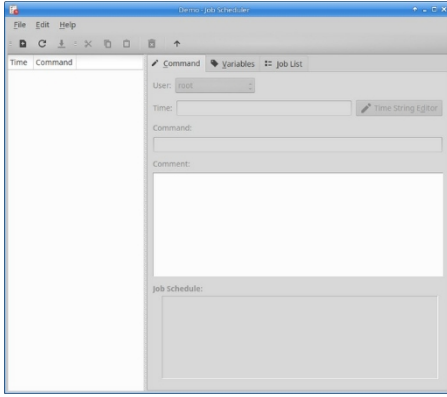 Demo - Job Scheduler
File Edit Help
Time Command
Command Variables Job List
User: root
Time: Time String Editor
Command:
Comment:
Job Schedule: